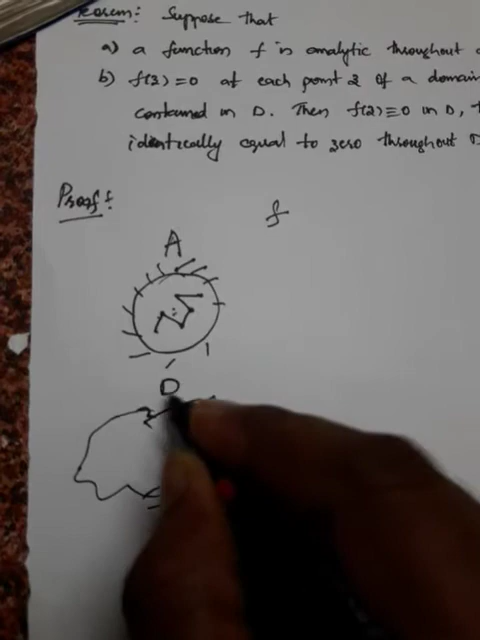 Theorem: Suppose that
a) a function f is analytic throughout
b) f(z)=0 at each point z of a domain
contained in D. Then f(z)≡0 in D,
identically equal to zero throughout
Proof:
f
A
D